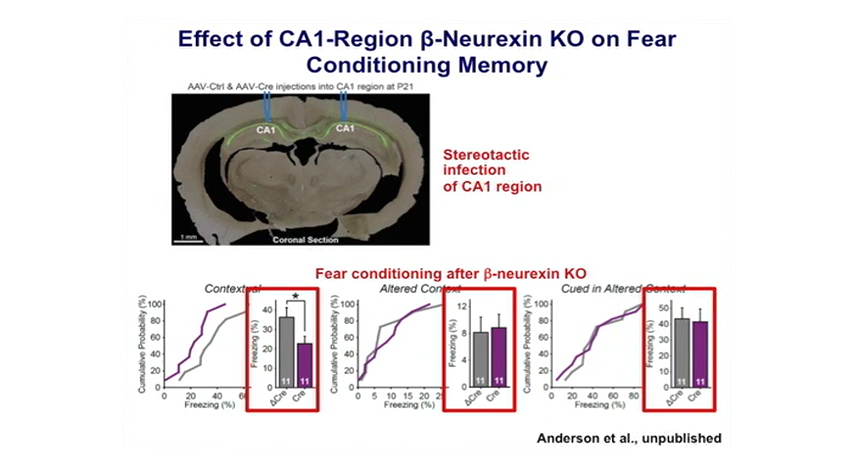 Effect of CA1-Region β-Neurexin KO on Fear
Conditioning Memory
AAV-Ctrl & AAV-Cre injections into CA1 region at P21
CA1
CA1
1 mm
Coronal Section
Stereotactic
infection
of CA1 region
Fear conditioning after β-neurexin KO
Contextual
Cumulative Probability (%)
100
80
60
40
20
0
0
20
40
Freezing (%)
*
Freezing (%)
40
30
20
10
0
11
11
ΔCre
Cre
Altered Context
Cumulative Probability (%)
100
80
60
40
20
0
0
5
10
15
20
Freezing (%)
Freezing (%)
12
8
4
0
11
11
ΔCre
Cre
Cued in Altered Context
Cumulative Probability (%)
100
80
60
40
20
0
0
20
40
60
80
Freezing (%)
Freezing (%)
50
40
30
20
10
0
11
11
ΔCre
Cre
Anderson et al., unpublished